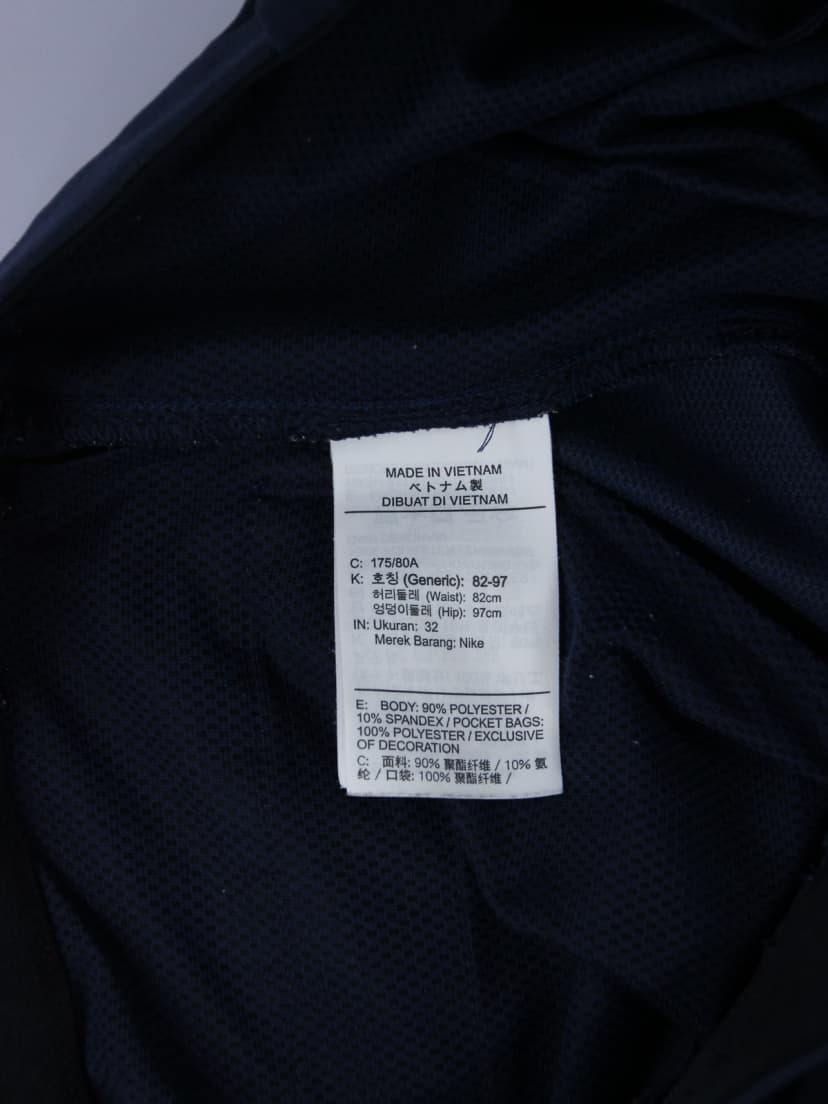 MADE IN VIETNAM
ベトナム製
DIBUAT DI VIETNAM
C: 175/80A
K: 호칭 (Generic): 82-97
허리둘레 (Waist): 82cm
엉덩이둘레 (Hip): 97cm
IN: Ukuran: 32
Merek Barang: Nike
E: BODY: 90% POLYESTER /
10% SPANDEX / POCKET BAGS:
100% POLYESTER / EXCLUSIVE
OF DECORATION
C: 面料: 90% 聚酯纤维 / 10% 氨
纶 / 口袋: 100% 聚酯纤维 /